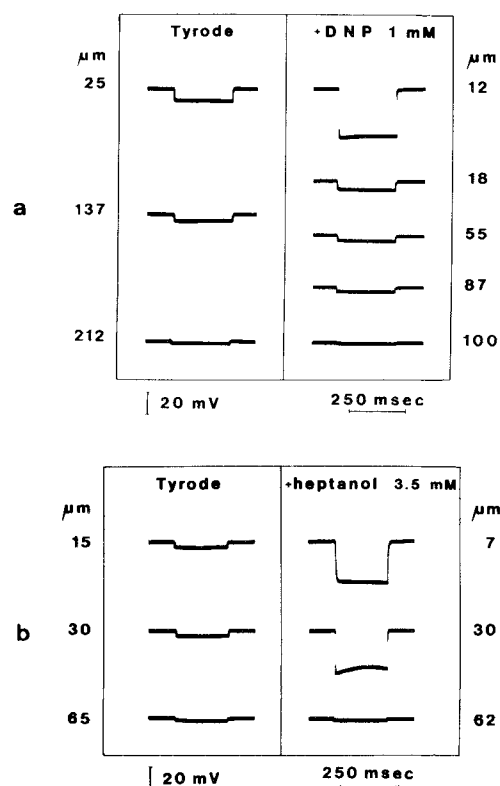 a
Tyrode
+DNP 1 mM
µm
µm
25
12
18
137
55
87
212
100
20 mV
250 msec
b
Tyrode
+heptanol 3.5 mM
µm
µm
15
7
30
30
65
62
20 mV
250 msec